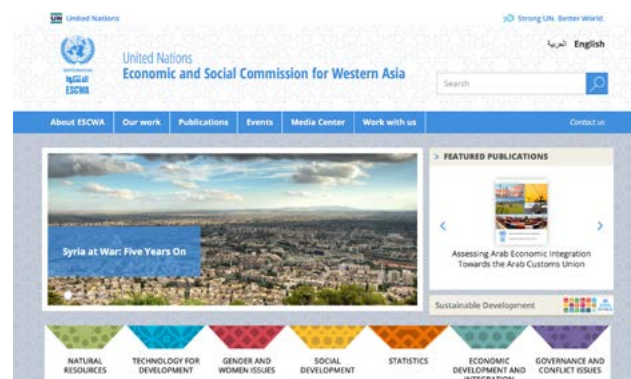 UN United Nations
Strong UN. Better World.
العربية English
United Nations
Economic and Social Commission for Western Asia
ESCWA
Search
About ESCWA Our work Publications Events Media Center Work with us Contact us
> FEATURED PUBLICATIONS
Syria at War: Five Years On
Assessing Arab Economic Integration
Towards the Arab Customs Union
Sustainable Development
NATURAL
RESOURCES
TECHNOLOGY FOR
DEVELOPMENT
GENDER AND
WOMEN ISSUES
SOCIAL
DEVELOPMENT
STATISTICS
ECONOMIC
DEVELOPMENT AND
INTEGRATION
GOVERNANCE AND
CONFLICT ISSUES